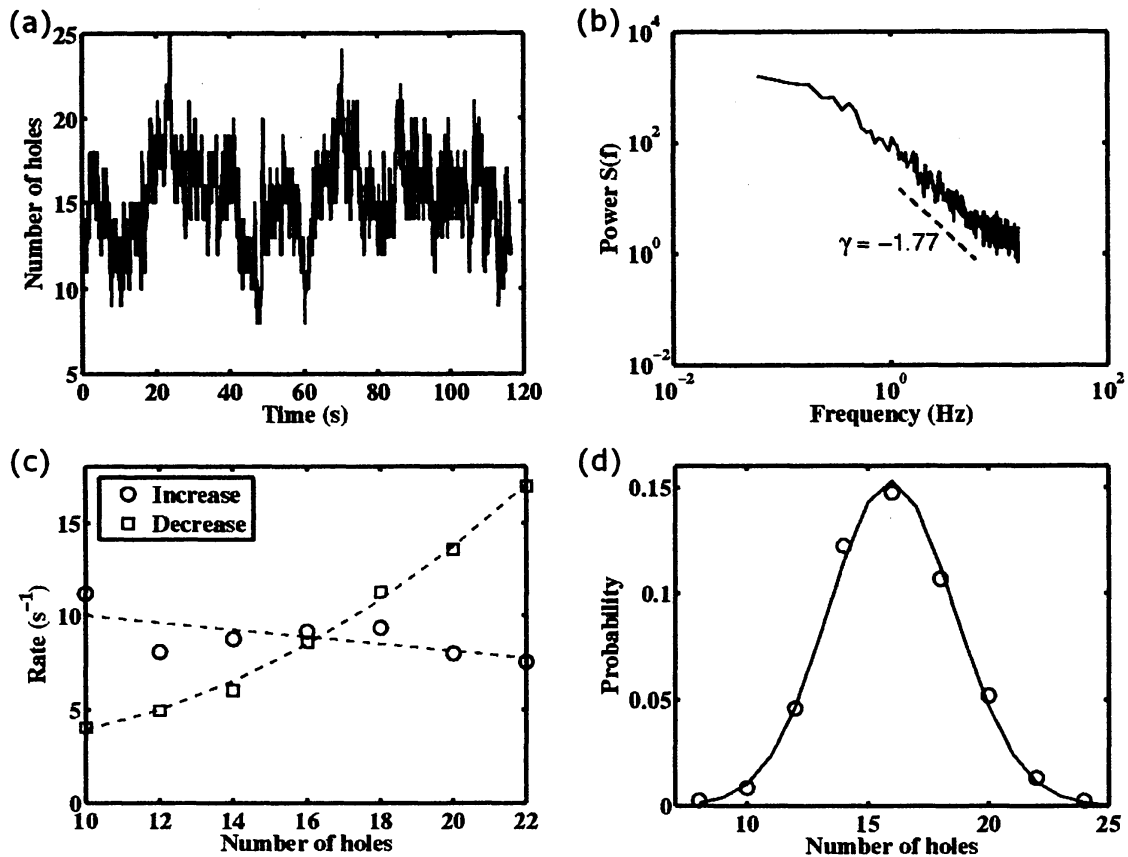 (a)
25
20
15
10
5
Number of holes
0 20 40 60 80 100 120
Time (s)
(b)
10^4
10^2
10^0
10^-2
Power S(f)
γ = −1.77
10^-2 10^0 10^2
Frequency (Hz)
(c)
Increase
Decrease
15
10
5
0
Rate (s^-1)
10 12 14 16 18 20 22
Number of holes
(d)
0.15
0.1
0.05
0
Probability
10 15 20 25
Number of holes